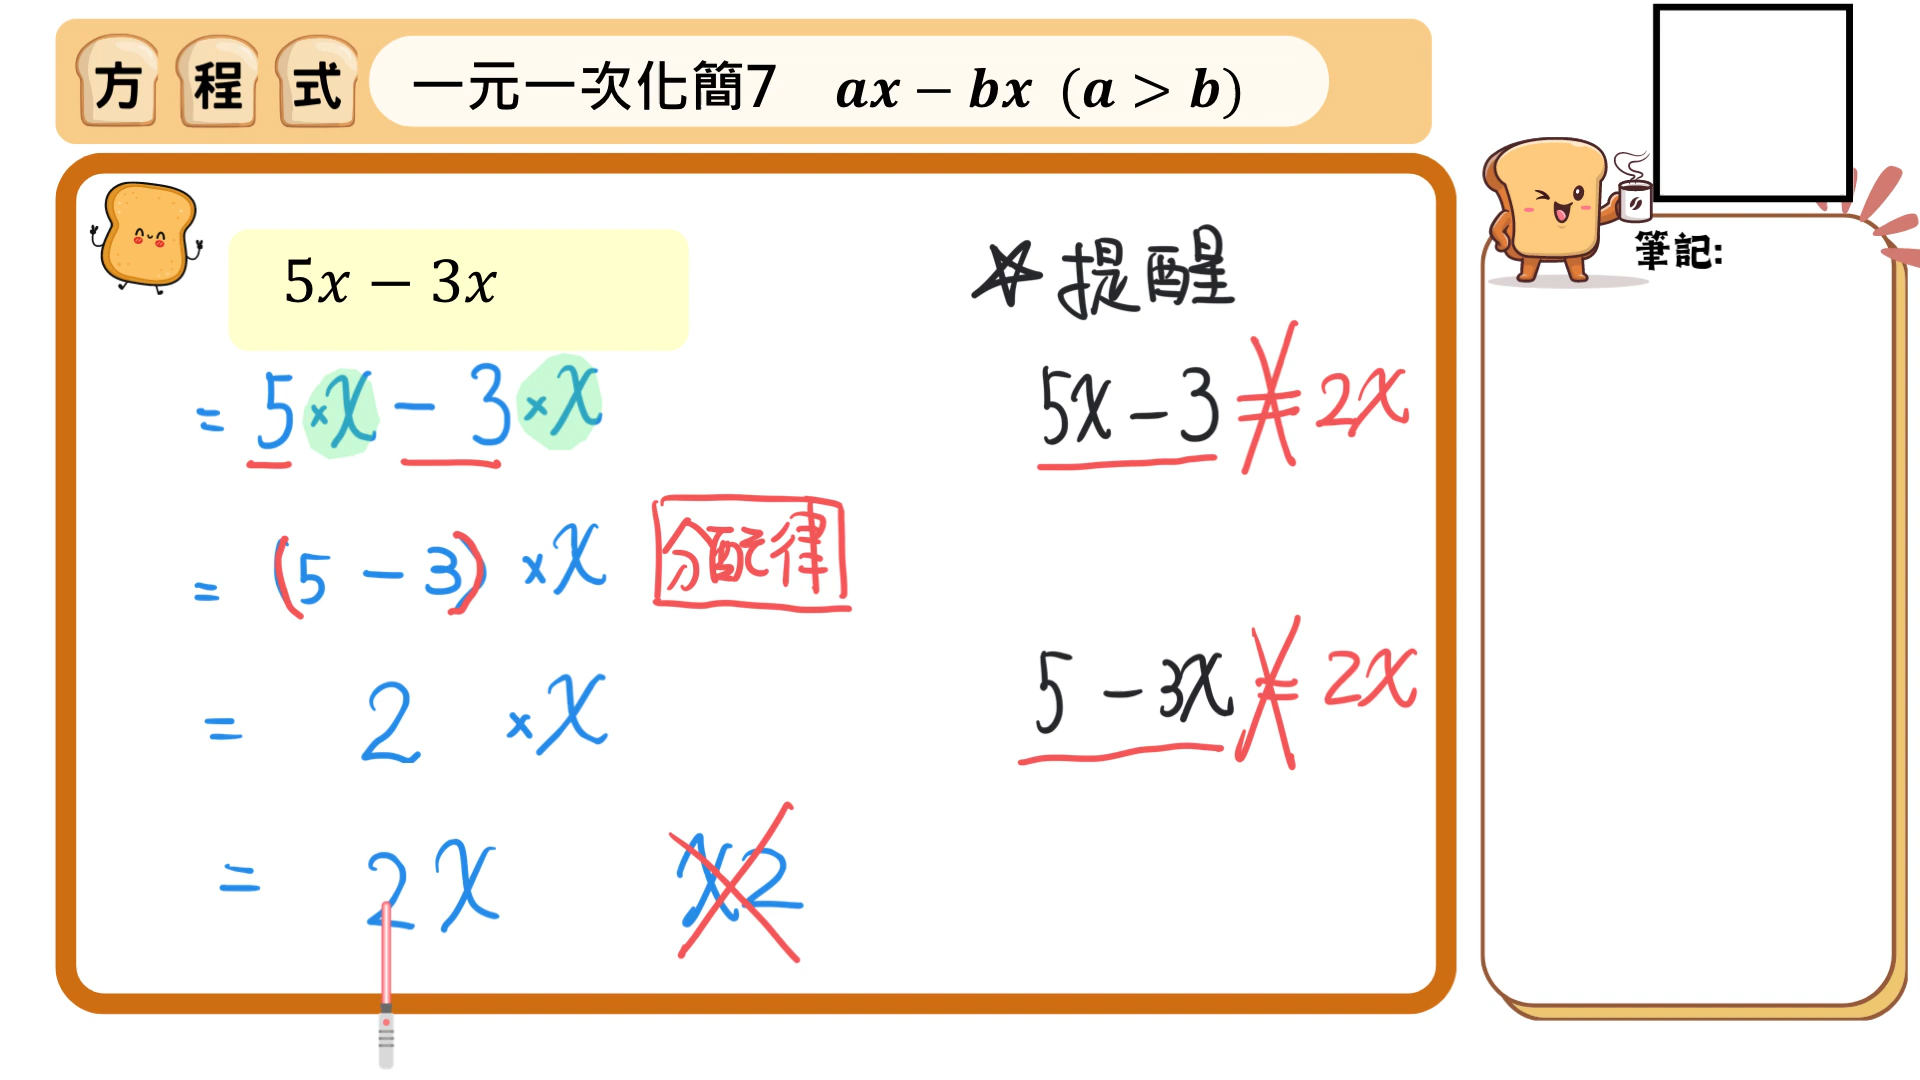 方程式 一元一次化簡7 ax − bx (a > b)
5x − 3x
= 5×x − 3×x
= (5 − 3) ×x 分配律
= 2 ×x
= 2x x2
☆提醒
5x − 3 ≠ 2x
5 − 3x ≠ 2x
筆記: